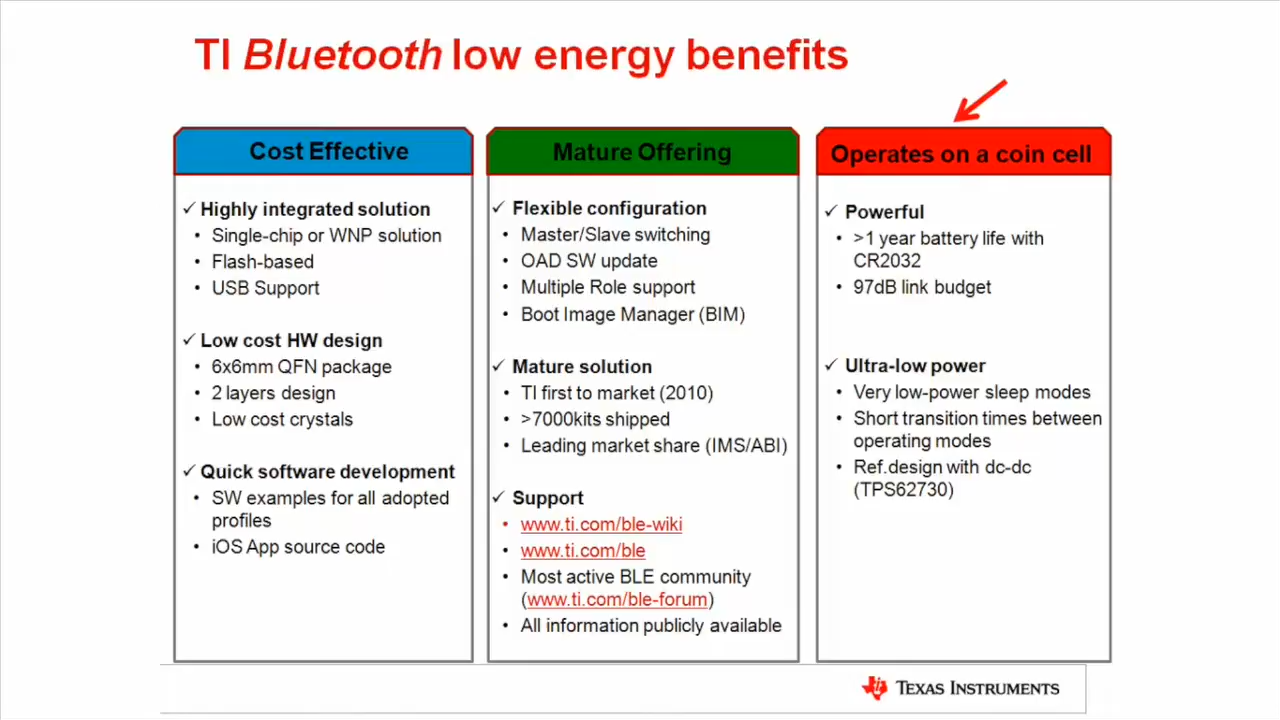 TI Bluetooth low energy benefits
Cost Effective
✓ Highly integrated solution
• Single-chip or WNP solution
• Flash-based
• USB Support
✓ Low cost HW design
• 6x6mm QFN package
• 2 layers design
• Low cost crystals
✓ Quick software development
• SW examples for all adopted
profiles
• iOS App source code
Mature Offering
✓ Flexible configuration
• Master/Slave switching
• OAD SW update
• Multiple Role support
• Boot Image Manager (BIM)
✓ Mature solution
• TI first to market (2010)
• >7000kits shipped
• Leading market share (IMS/ABI)
✓ Support
• www.ti.com/ble-wiki
• www.ti.com/ble
• Most active BLE community
(www.ti.com/ble-forum)
• All information publicly available
Operates on a coin cell
✓ Powerful
• >1 year battery life with
CR2032
• 97dB link budget
✓ Ultra-low power
• Very low-power sleep modes
• Short transition times between
operating modes
• Ref.design with dc-dc
(TPS62730)
TEXAS INSTRUMENTS